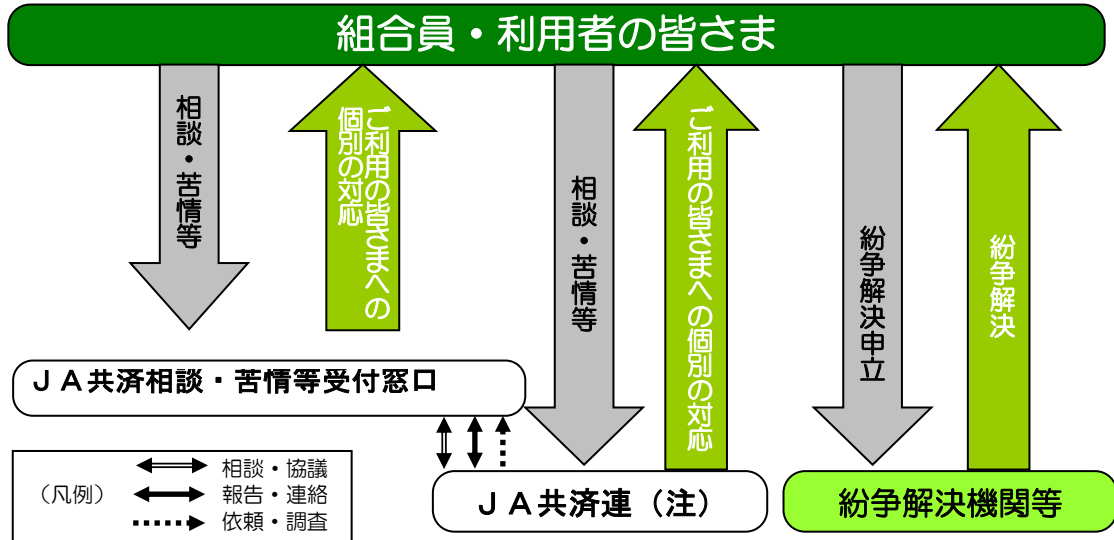 組合員・利用者の皆さま
相談・苦情等
ご利用の皆さまへの
個別の対応
相談・苦情等
ご利用の皆さまへの個別の対応
紛争解決申立
紛争解決
JA共済相談・苦情等受付窓口
JA共済連（注）
紛争解決機関等
（凡例）
相談・協議
報告・連絡
依頼・調査